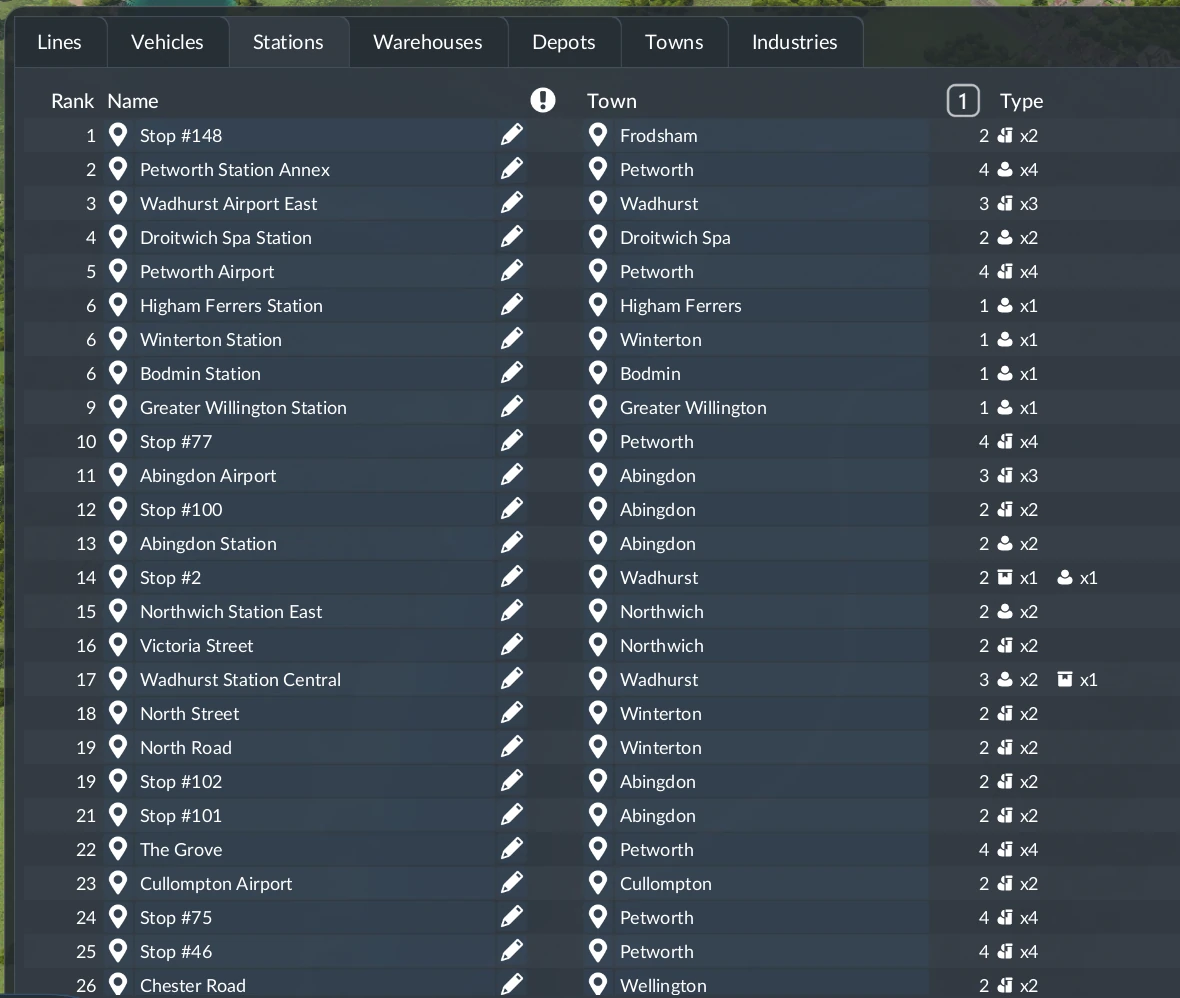 Lines Vehicles Stations Warehouses Depots Towns Industries
Rank Name Town 1 Type
1 Stop #148 Frodsham 2 x2
2 Petworth Station Annex Petworth 4 x4
3 Wadhurst Airport East Wadhurst 3 x3
4 Droitwich Spa Station Droitwich Spa 2 x2
5 Petworth Airport Petworth 4 x4
6 Higham Ferrers Station Higham Ferrers 1 x1
6 Winterton Station Winterton 1 x1
6 Bodmin Station Bodmin 1 x1
9 Greater Willington Station Greater Willington 1 x1
10 Stop #77 Petworth 4 x4
11 Abingdon Airport Abingdon 3 x3
12 Stop #100 Abingdon 2 x2
13 Abingdon Station Abingdon 2 x2
14 Stop #2 Wadhurst 2 x1 x1
15 Northwich Station East Northwich 2 x2
16 Victoria Street Northwich 2 x2
17 Wadhurst Station Central Wadhurst 3 x2 x1
18 North Street Winterton 2 x2
19 North Road Winterton 2 x2
19 Stop #102 Abingdon 2 x2
21 Stop #101 Abingdon 2 x2
22 The Grove Petworth 4 x4
23 Cullompton Airport Cullompton 2 x2
24 Stop #75 Petworth 4 x4
25 Stop #46 Petworth 4 x4
26 Chester Road Wellington 2 x2